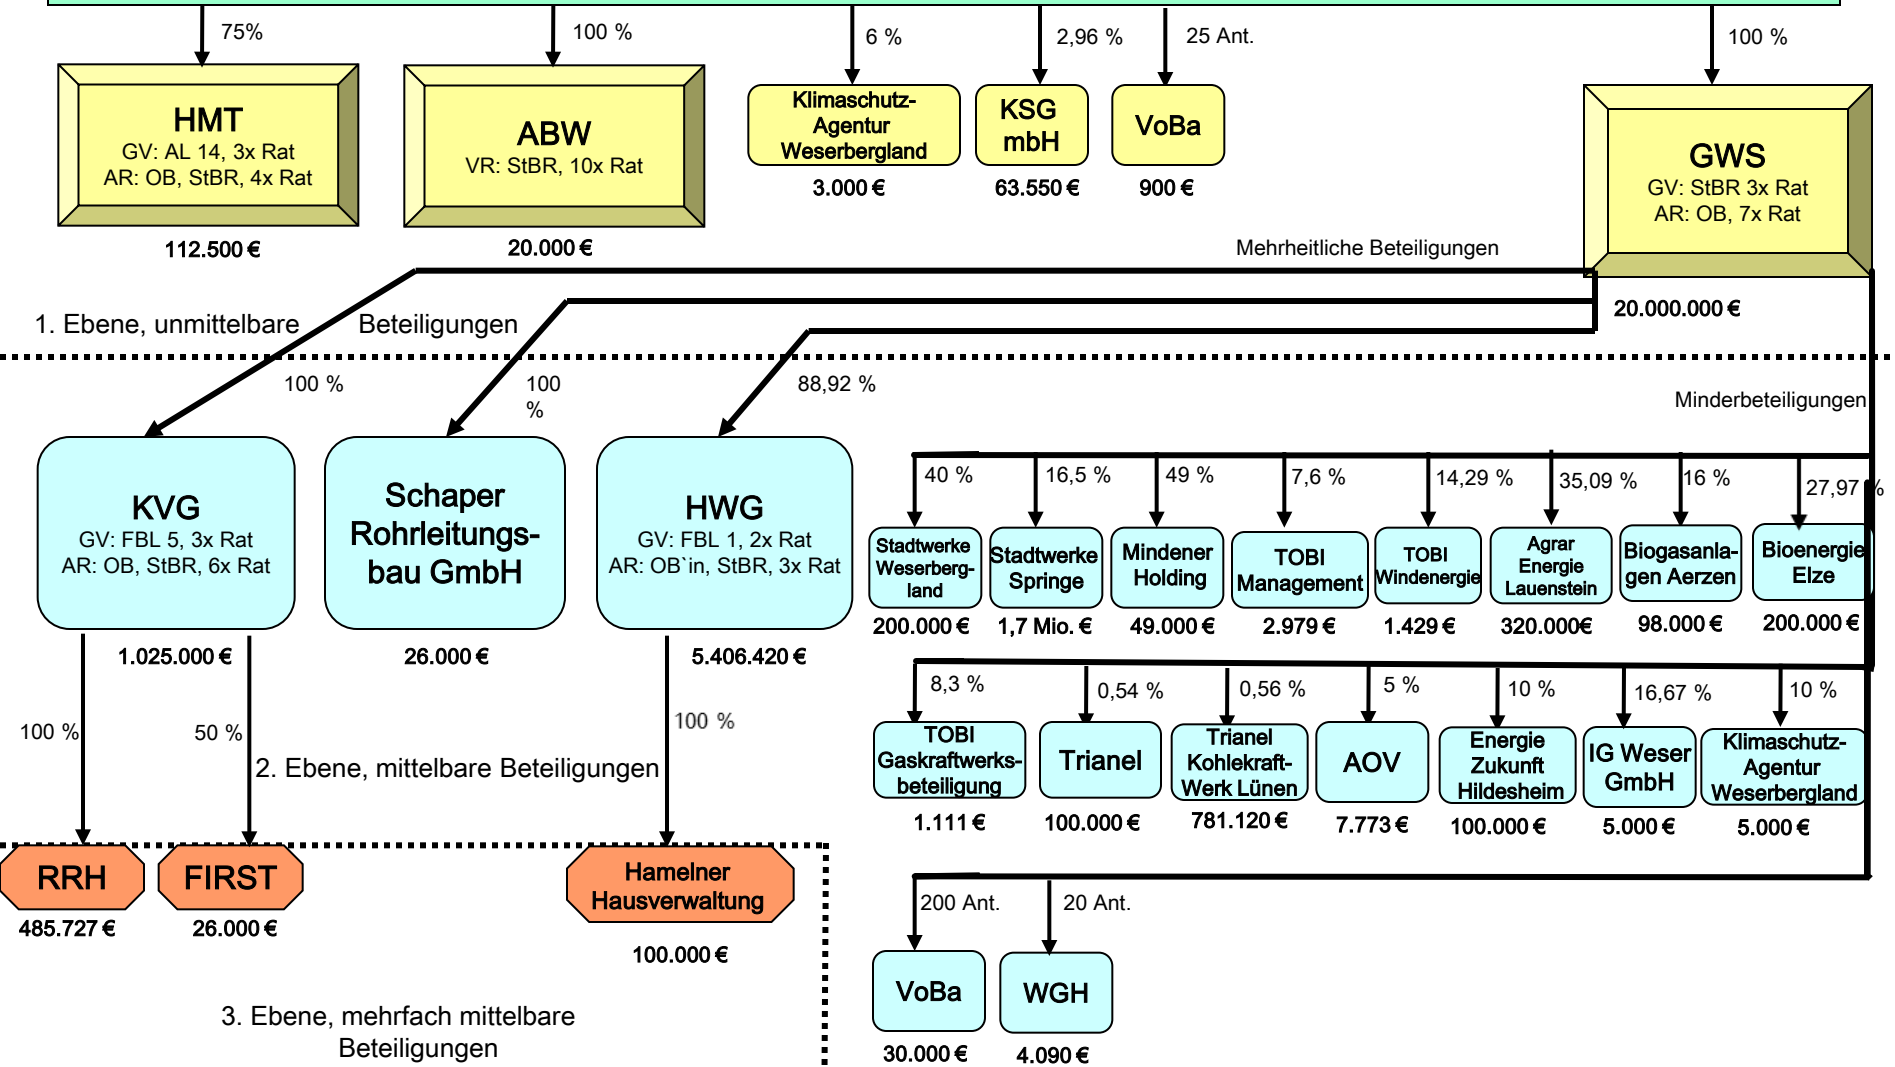 75%
100 %
6 %
2,96 %
25 Ant.
100 %
HMT
GV: AL 14, 3x Rat
AR: OB, StBR, 4x Rat
112.500 €
ABW
VR: StBR, 10x Rat
20.000 €
Klimaschutz-
Agentur
Weserbergland
3.000 €
KSG
mbH
63.550 €
VoBa
900 €
GWS
GV: StBR 3x Rat
AR: OB, 7x Rat
20.000.000 €
Mehrheitliche Beteiligungen
1. Ebene, unmittelbare Beteiligungen
100 %
100
%
88,92 %
Minderbeteiligungen
KVG
GV: FBL 5, 3x Rat
AR: OB, StBR, 6x Rat
1.025.000 €
Schaper
Rohrleitungs-
bau GmbH
26.000 €
HWG
GV: FBL 1, 2x Rat
AR: OB`in, StBR, 3x Rat
5.406.420 €
40 %
16,5 %
49 %
7,6 %
14,29 %
35,09 %
16 %
27,97 %
Stadtwerke
Weserberg-
land
200.000 €
Stadtwerke
Springe
1,7 Mio. €
Mindener
Holding
49.000 €
TOBI
Management
2.979 €
TOBI
Windenergie
1.429 €
Agrar
Energie
Lauenstein
320.000€
Biogasanla-
gen Aerzen
98.000 €
Bioenergie
Elze
200.000 €
8,3 %
0,54 %
0,56 %
5 %
10 %
16,67 %
10 %
TOBI
Gaskraftwerks-
beteiligung
1.111 €
Trianel
100.000 €
Trianel
Kohlekraft-
Werk Lünen
781.120 €
AOV
7.773 €
Energie
Zukunft
Hildesheim
100.000 €
IG Weser
GmbH
5.000 €
Klimaschutz-
Agentur
Weserbergland
5.000 €
100 %
50 %
100 %
2. Ebene, mittelbare Beteiligungen
RRH
485.727 €
FIRST
26.000 €
Hamelner
Hausverwaltung
100.000 €
200 Ant.
20 Ant.
VoBa
30.000 €
WGH
4.090 €
3. Ebene, mehrfach mittelbare
Beteiligungen